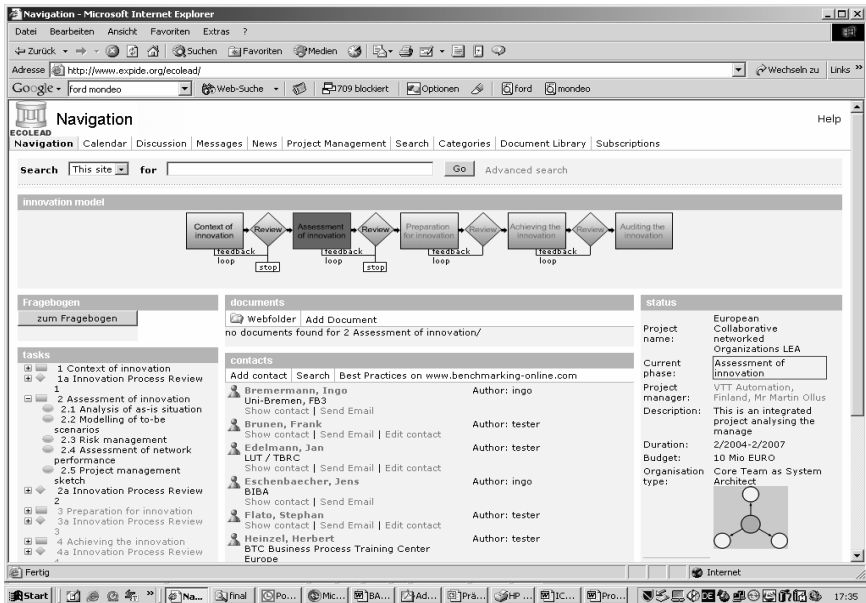 Navigation - Microsoft Internet Explorer
Datei Bearbeiten Ansicht Favoriten Extras ?
Zurück Suchen Favoriten Medien
Adresse http://www.expide.org/ecolead/ Wechseln zu Links »
Google ford mondeo Web-Suche 709 blockiert Optionen ford mondeo
ECOLEAD
Navigation
Help
Navigation | Calendar | Discussion | Messages | News | Project Management | Search | Categories | Document Library | Subscriptions
Search This site for Go Advanced search
innovation model
Context of innovation
Review
Assessment of innovation
Review
Preparation for innovation
Review
Achieving the innovation
Review
Auditing the innovation
feedback loop
stop
feedback loop
stop
feedback loop
feedback loop
Fragebogen
zum Fragebogen
tasks
1 Context of innovation
1a Innovation Process Review
1
2 Assessment of innovation
2.1 Analysis of as-is situation
2.2 Modelling of to-be
scenarios
2.3 Risk management
2.4 Assessment of network
performance
2.5 Project management
sketch
2a Innovation Process Review
2
3 Preparation for innovation
3a Innovation Process Review
3
4 Achieving the innovation
4a Innovation Process Review
documents
Webfolder | Add Document
no documents found for 2 Assessment of innovation/
contacts
Add contact | Search | Best Practices on www.benchmarking-online.com
Bremermann, Ingo Author: ingo
Uni-Bremen, FB3
Show contact | Send Email
Brunen, Frank Author: tester
Show contact | Send Email | Edit contact
Edelmann, Jan Author: tester
LUT / TBRC
Show contact | Send Email | Edit contact
Eschenbaecher, Jens Author: ingo
BIBA
Show contact | Send Email
Flato, Stephan Author: tester
Show contact | Send Email | Edit contact
Heinzel, Herbert Author: tester
BTC Business Process Training Center
Europe
status
Project name: European Collaborative networked Organizations LEA
Current phase: Assessment of innovation
Project manager: VTT Automation, Finland, Mr Martin Ollus
Description: This is an integrated project analysing the manage
Duration: 2/2004-2/2007
Budget: 10 Mio EURO
Organisation type: Core Team as System Architect
Fertig
Internet
Start » Na... final Po... Mic... BA... Ad... Prä... HP ... IC... Pro... DE 17:35